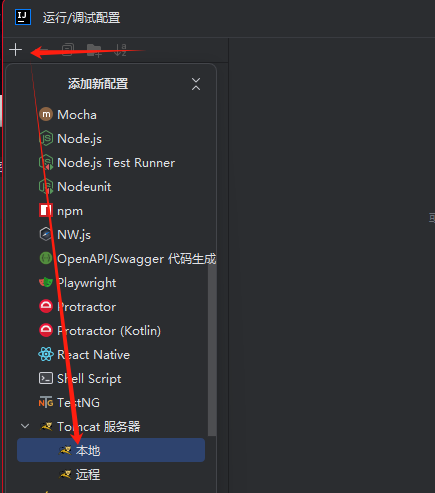 运行/调试配置
添加新配置
Mocha
Node.js
Node.js Test Runner
Nodeunit
npm
NW.js
OpenAPI/Swagger 代码生成
Playwright
Protractor
Protractor (Kotlin)
React Native
Shell Script
TestNG
Tomcat 服务器
本地
远程